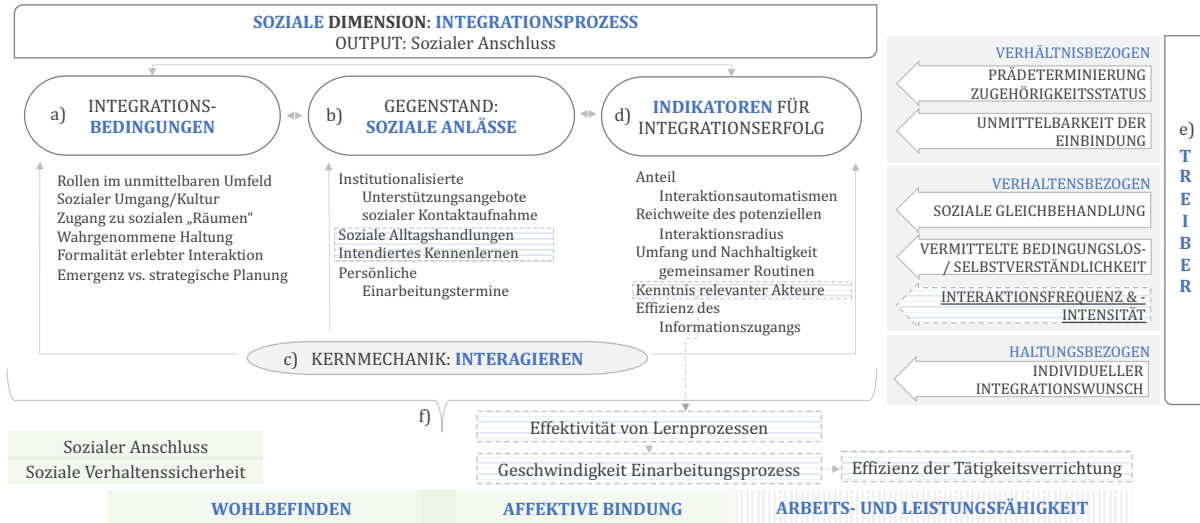 SOZIALE DIMENSION: INTEGRATIONSPROZESS
OUTPUT: Sozialer Anschluss
a) INTEGRATIONS-
BEDINGUNGEN
b) GEGENSTAND:
SOZIALE ANLÄSSE
d) INDIKATOREN FÜR
INTEGRATIONSERFOLG
Rollen im unmittelbaren Umfeld
Sozialer Umgang/Kultur
Zugang zu sozialen „Räumen“
Wahrgenommene Haltung
Formalität erlebter Interaktion
Emergenz vs. strategische Planung
Institutionalisierte
Unterstützungsangebote
sozialer Kontaktaufnahme
Soziale Alltagshandlungen
Intendiertes Kennenlernen
Persönliche
Einarbeitungstermine
Anteil
Interaktionsautomatismen
Reichweite des potenziellen
Interaktionsradius
Umfang und Nachhaltigkeit
gemeinsamer Routinen
Kenntnis relevanter Akteure
Effizienz des
Informationszugangs
c) KERNMECHANIK: INTERAGIEREN
VERHÄLTNISBEZOGEN
PRÄDETERMINIERUNG
ZUGEHÖRIGKEITSSTATUS
UNMITTELBARKEIT DER
EINBINDUNG
VERHALTENSBEZOGEN
SOZIALE GLEICHBEHANDLUNG
VERMITTELTE BEDINGUNGSLOS-
/ SELBSTVERSTÄNDLICHKEIT
INTERAKTIONSFREQUENZ & -
INTENSITÄT
HALTUNGSBEZOGEN
INDIVIDUELLER
INTEGRATIONSWUNSCH
e)
T
R
E
I
B
E
R
f)
Effektivität von Lernprozessen
Sozialer Anschluss
Soziale Verhaltenssicherheit
Geschwindigkeit Einarbeitungsprozess
Effizienz der Tätigkeitsverrichtung
WOHLBEFINDEN
AFFEKTIVE BINDUNG
ARBEITS- UND LEISTUNGSFÄHIGKEIT